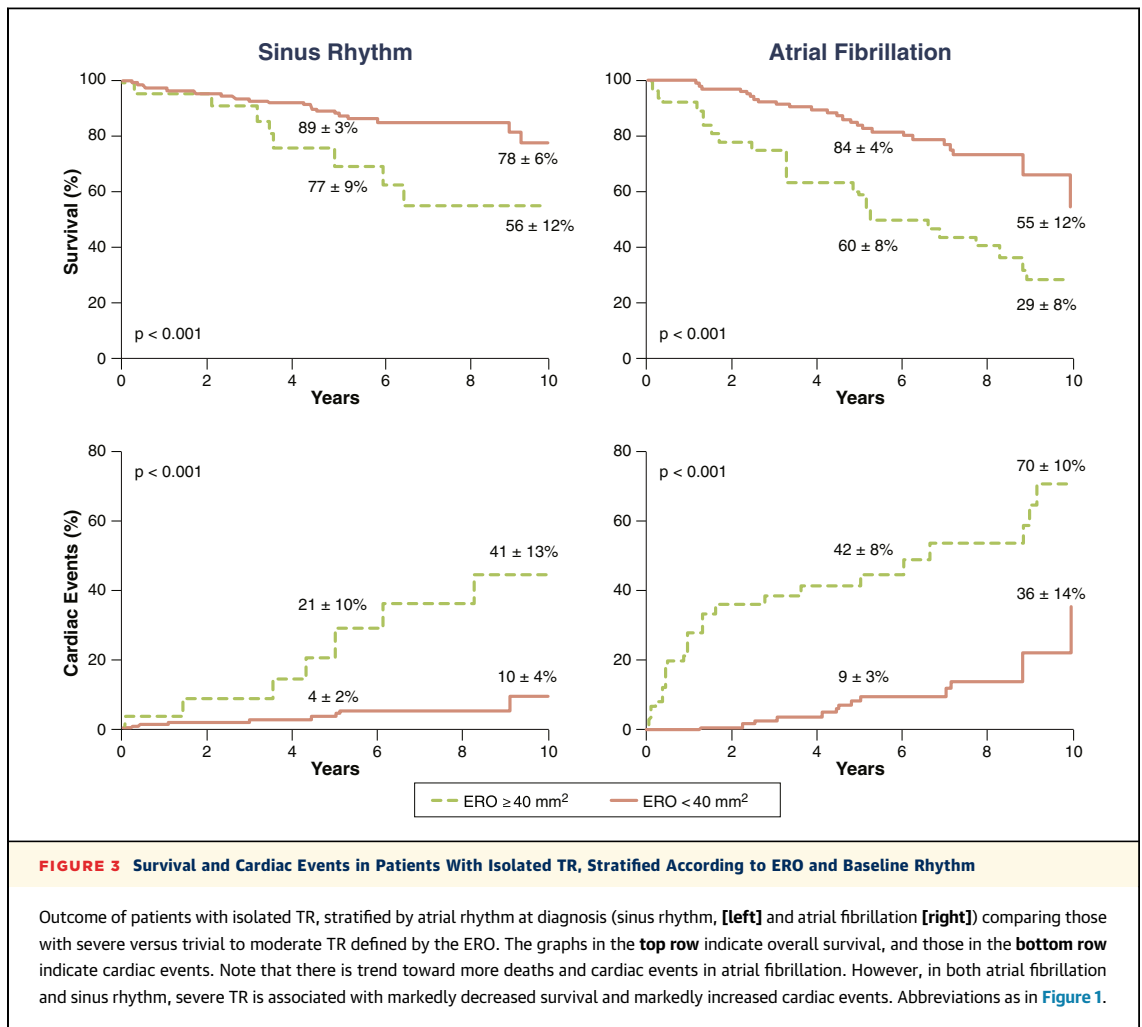 Sinus Rhythm
100
80
60
40
20
0
Survival (%)
89 ± 3%
78 ± 6%
77 ± 9%
56 ± 12%
p < 0.001
0 2 4 6 8 10
Years
Atrial Fibrillation
100
80
60
40
20
0
84 ± 4%
55 ± 12%
60 ± 8%
29 ± 8%
p < 0.001
0 2 4 6 8 10
Years
80
60
40
20
0
Cardiac Events (%)
p < 0.001
41 ± 13%
21 ± 10%
10 ± 4%
4 ± 2%
0 2 4 6 8 10
Years
80
60
40
20
0
p < 0.001
70 ± 10%
42 ± 8%
36 ± 14%
9 ± 3%
0 2 4 6 8 10
Years
ERO ≥ 40 mm² ERO < 40 mm²
FIGURE 3 Survival and Cardiac Events in Patients With Isolated TR, Stratified According to ERO and Baseline Rhythm
Outcome of patients with isolated TR, stratified by atrial rhythm at diagnosis (sinus rhythm, [left] and atrial fibrillation [right]) comparing those
with severe versus trivial to moderate TR defined by the ERO. The graphs in the top row indicate overall survival, and those in the bottom row
indicate cardiac events. Note that there is trend toward more deaths and cardiac events in atrial fibrillation. However, in both atrial fibrillation
and sinus rhythm, severe TR is associated with markedly decreased survival and markedly increased cardiac events. Abbreviations as in Figure 1.